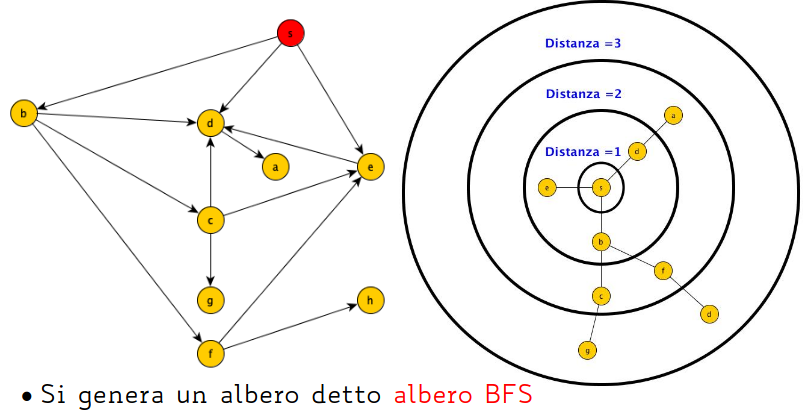 s
b
d
a
e
c
g
h
f
Distanza =3
Distanza =2
a
Distanza =1
d
e
s
b
f
c
d
g
• Si genera un albero detto albero BFS